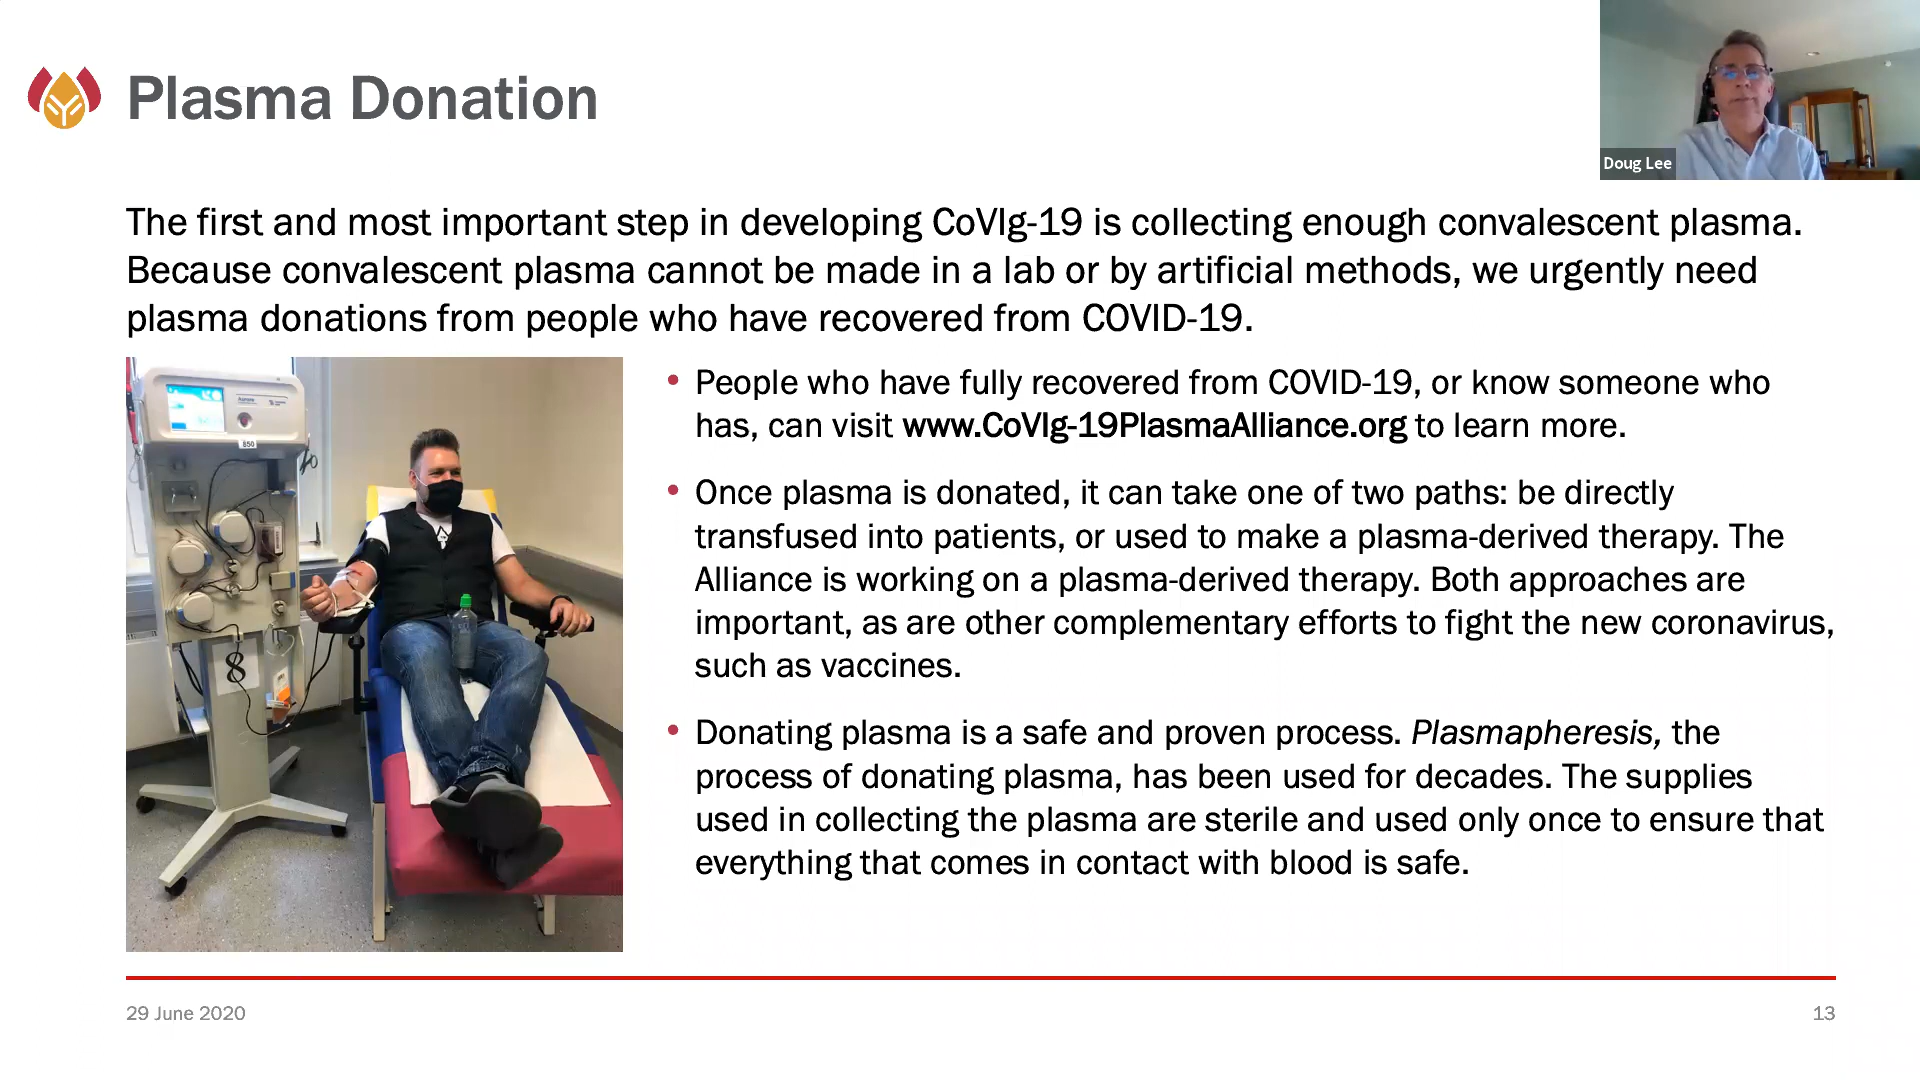 Plasma Donation
Doug Lee
The first and most important step in developing CoVIg-19 is collecting enough convalescent plasma.
Because convalescent plasma cannot be made in a lab or by artificial methods, we urgently need
plasma donations from people who have recovered from COVID-19.
Aurora
850
8
• People who have fully recovered from COVID-19, or know someone who
has, can visit www.CoVIg-19PlasmaAlliance.org to learn more.
• Once plasma is donated, it can take one of two paths: be directly
transfused into patients, or used to make a plasma-derived therapy. The
Alliance is working on a plasma-derived therapy. Both approaches are
important, as are other complementary efforts to fight the new coronavirus,
such as vaccines.
• Donating plasma is a safe and proven process. Plasmapheresis, the
process of donating plasma, has been used for decades. The supplies
used in collecting the plasma are sterile and used only once to ensure that
everything that comes in contact with blood is safe.
29 June 2020
13